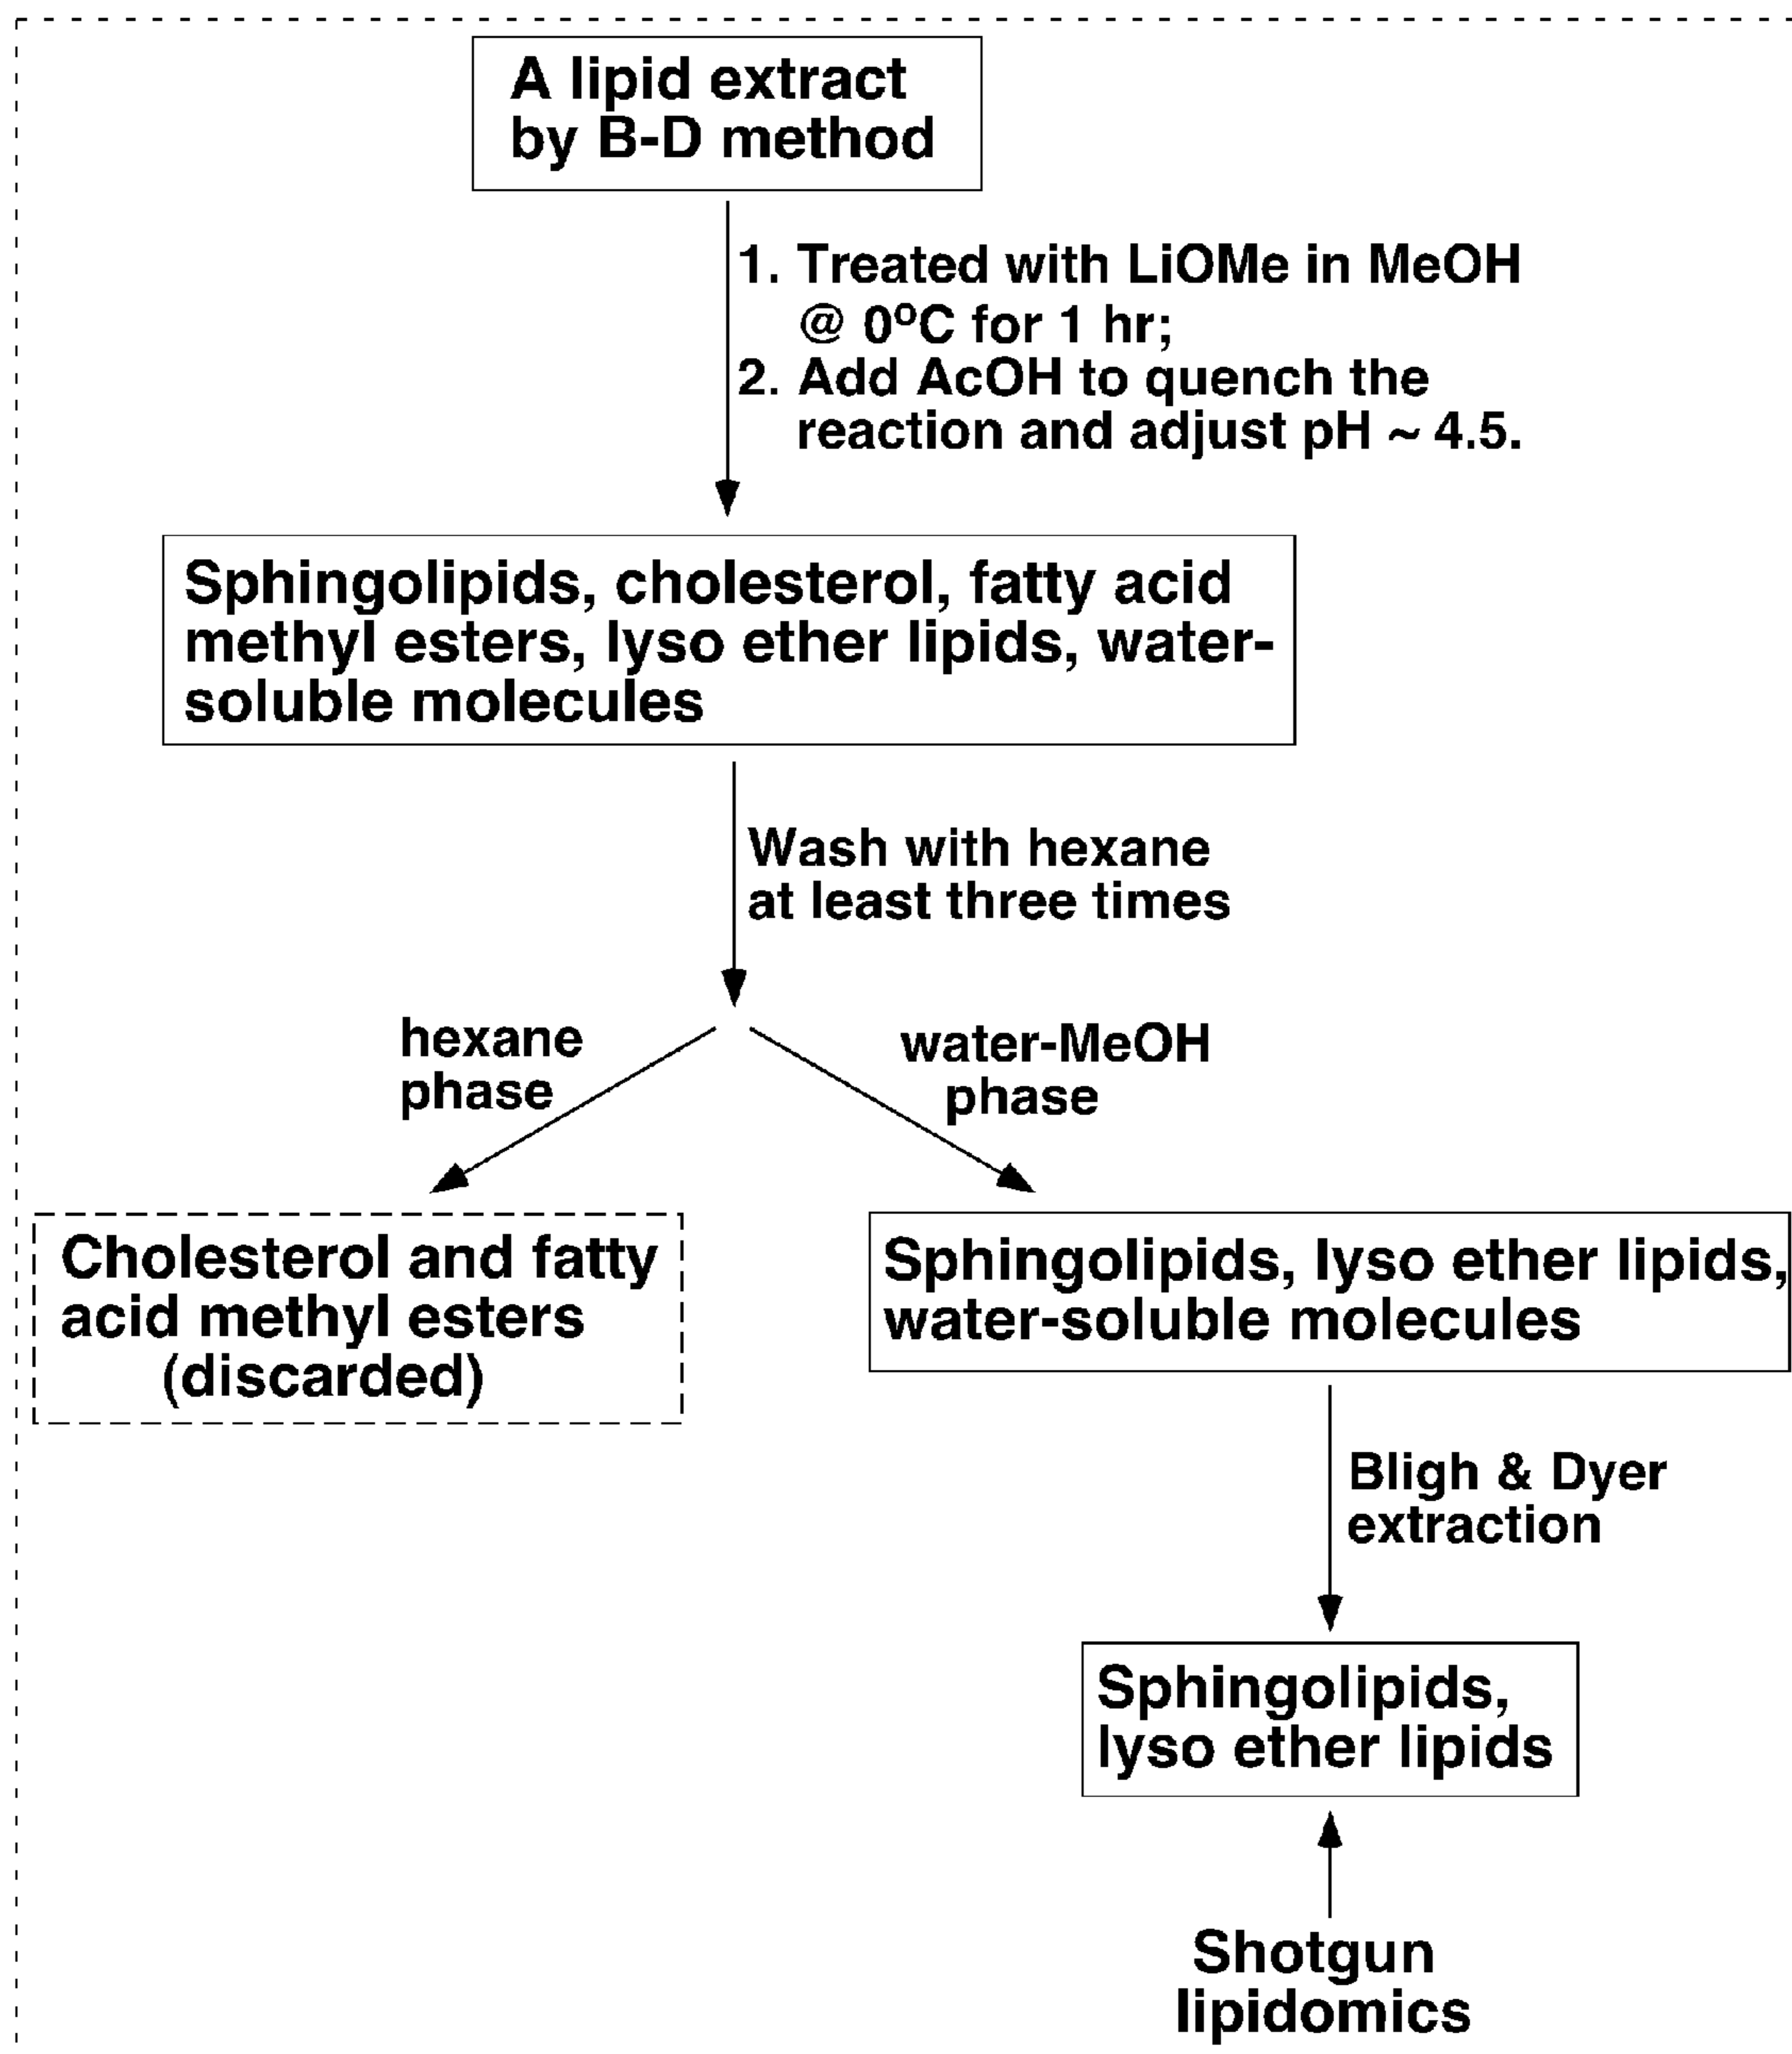 A lipid extract
by B-D method
1. Treated with LiOMe in MeOH
@ 0ºC for 1 hr;
2. Add AcOH to quench the
reaction and adjust pH ~ 4.5.
Sphingolipids, cholesterol, fatty acid
methyl esters, lyso ether lipids, water-
soluble molecules
Wash with hexane
at least three times
hexane
phase
water-MeOH
phase
Cholesterol and fatty
acid methyl esters
(discarded)
Sphingolipids, lyso ether lipids,
water-soluble molecules
Bligh & Dyer
extraction
Sphingolipids,
lyso ether lipids
Shotgun
lipidomics